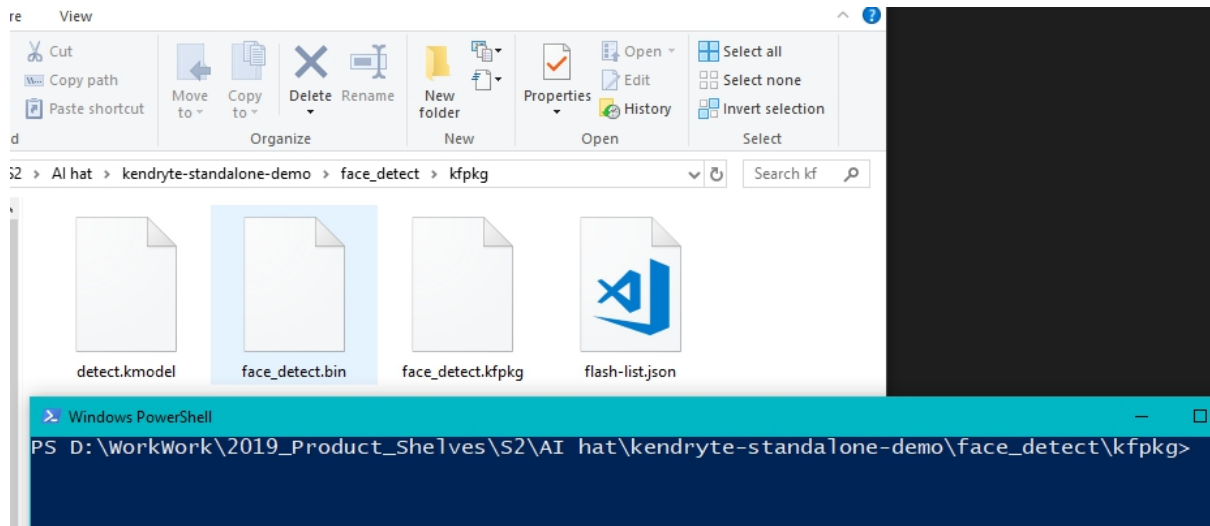 re View
Cut
Copy path
Paste shortcut
Move to
Copy to
Delete
Rename
New folder
Properties
Open
Edit
History
Select all
Select none
Invert selection
d Organize New Open Select
S2 > AI hat > kendryte-standalone-demo > face_detect > kfpkg Search kf
detect.kmodel face_detect.bin face_detect.kfpkg flash-list.json
Windows PowerShell
PS D:\WorkWork\2019_Product_Shelves\S2\AI hat\kendryte-standalone-demo\face_detect\kfpkg>